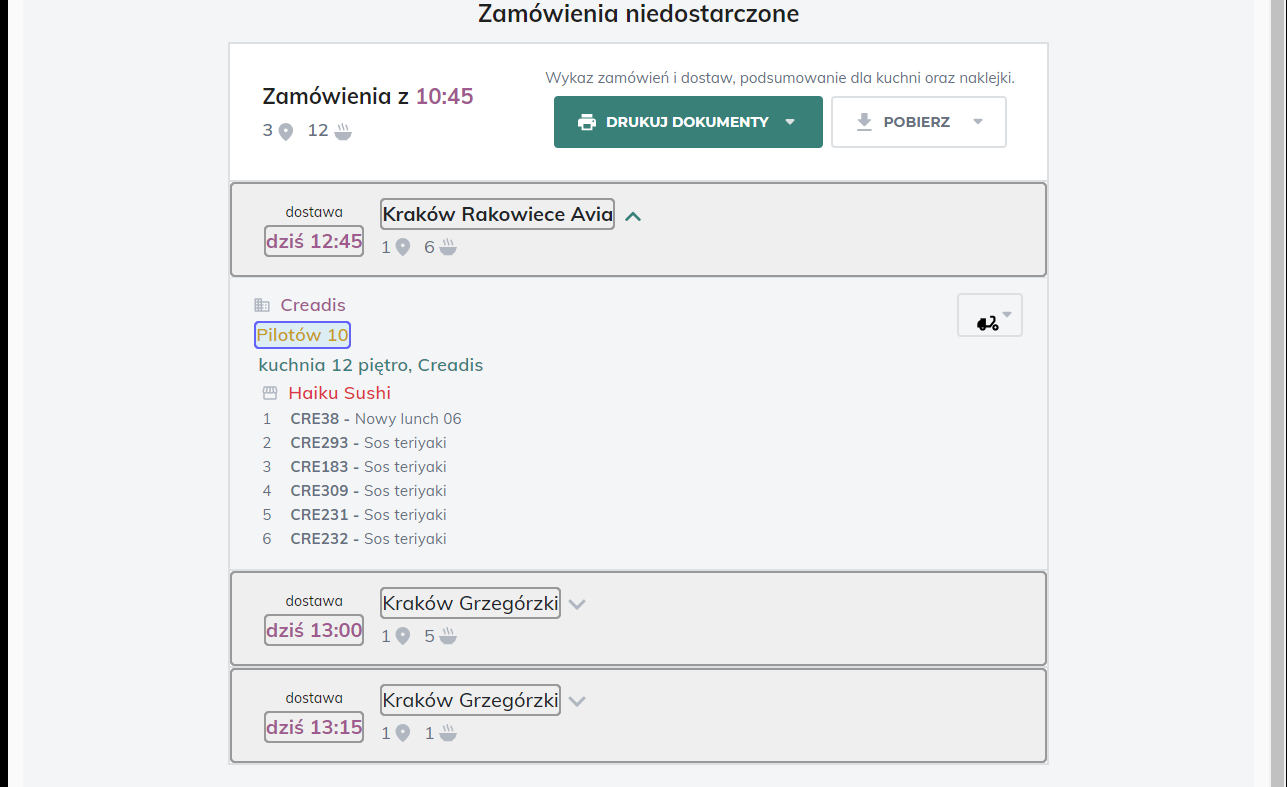 Zamówienia niedostarczone
Wykaz zamówień i dostaw, podsumowanie dla kuchni oraz naklejki.
Zamówienia z 10:45
DRUKUJ DOKUMENTY
POBIERZ
3 12
dostawa
Kraków Rakowiece Avia
dziś 12:45
1 6
Creadis
Pilotów 10
kuchnia 12 piętro, Creadis
Haiku Sushi
1 CRE38 - Nowy lunch 06
2 CRE293 - Sos teriyaki
3 CRE183 - Sos teriyaki
4 CRE309 - Sos teriyaki
5 CRE231 - Sos teriyaki
6 CRE232 - Sos teriyaki
dostawa
Kraków Grzegórzki
dziś 13:00
1 5
dostawa
Kraków Grzegórzki
dziś 13:15
1 1